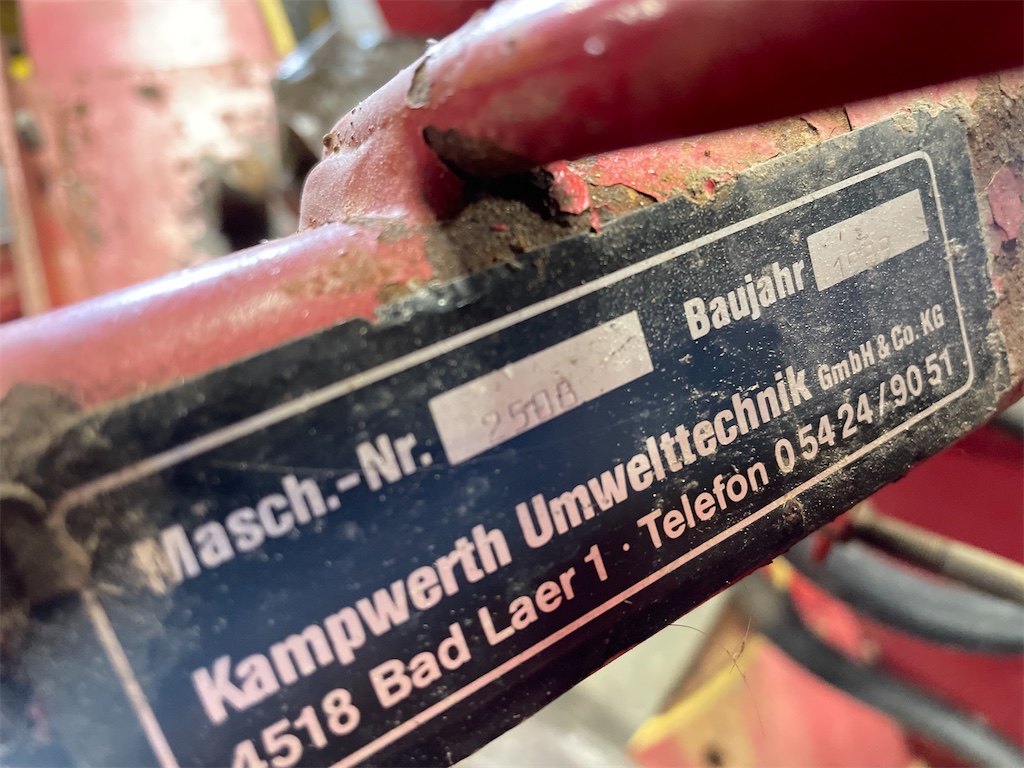 Masch.-Nr. 2508 Baujahr
Kampwerth Umwelttechnik GmbH & Co. KG
4518 Bad Laer 1 · Telefon 0 54 24 / 90 51